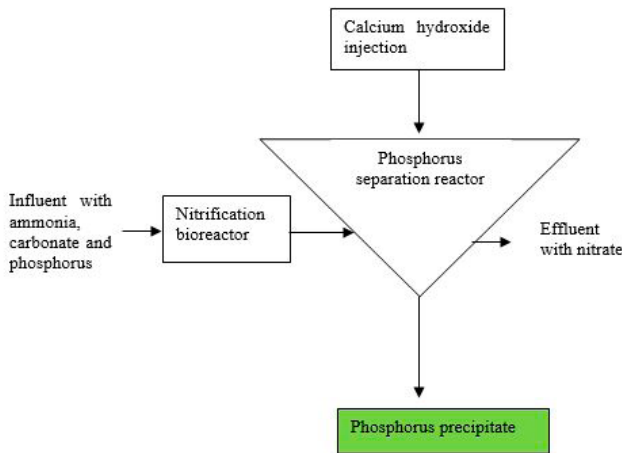 Calcium hydroxide
injection
Phosphorus
separation reactor
Influent with
ammonia,
carbonate and
phosphorus
Nitrification
bioreactor
Effluent
with nitrate
Phosphorus precipitate